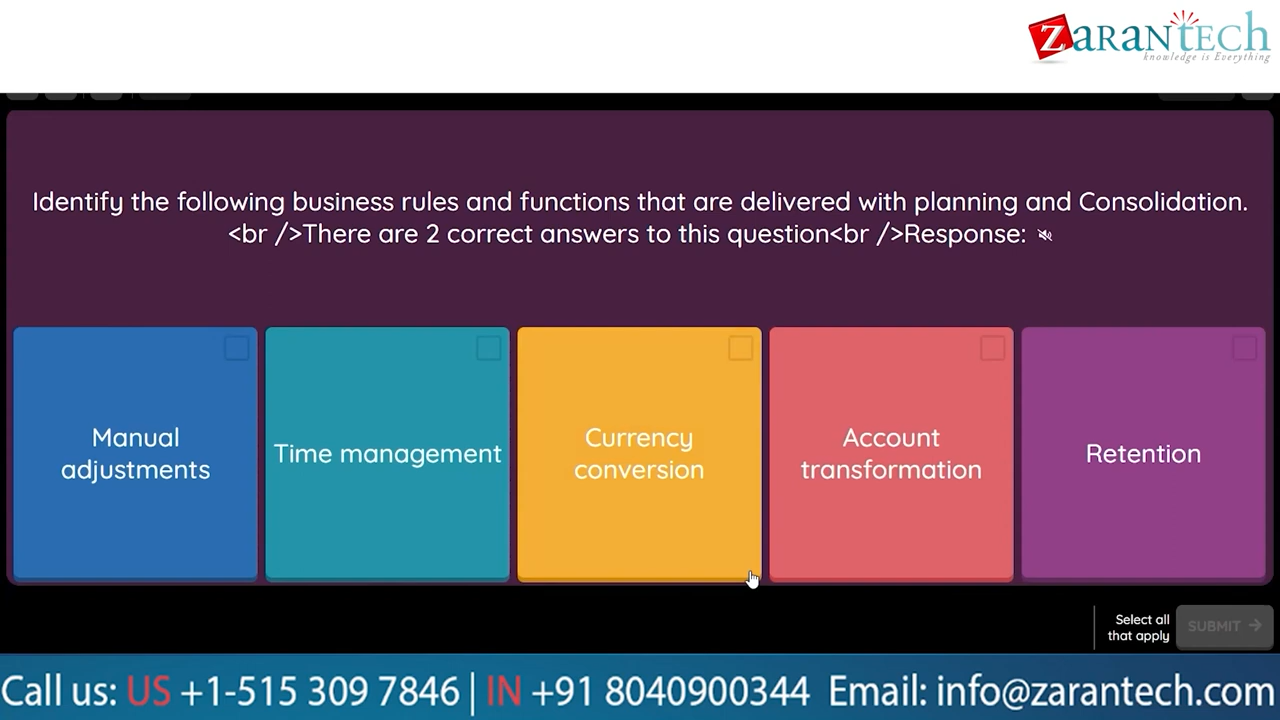 ZARANTECH
knowledge is Everything
Identify the following business rules and functions that are delivered with planning and Consolidation.
<br />There are 2 correct answers to this question<br />Response:
Manual
adjustments
Time management
Currency
conversion
Account
transformation
Retention
Select all
that apply
SUBMIT
Call us: US +1-515 309 7846 | IN +91 8040900344 Email: info@zarantech.com